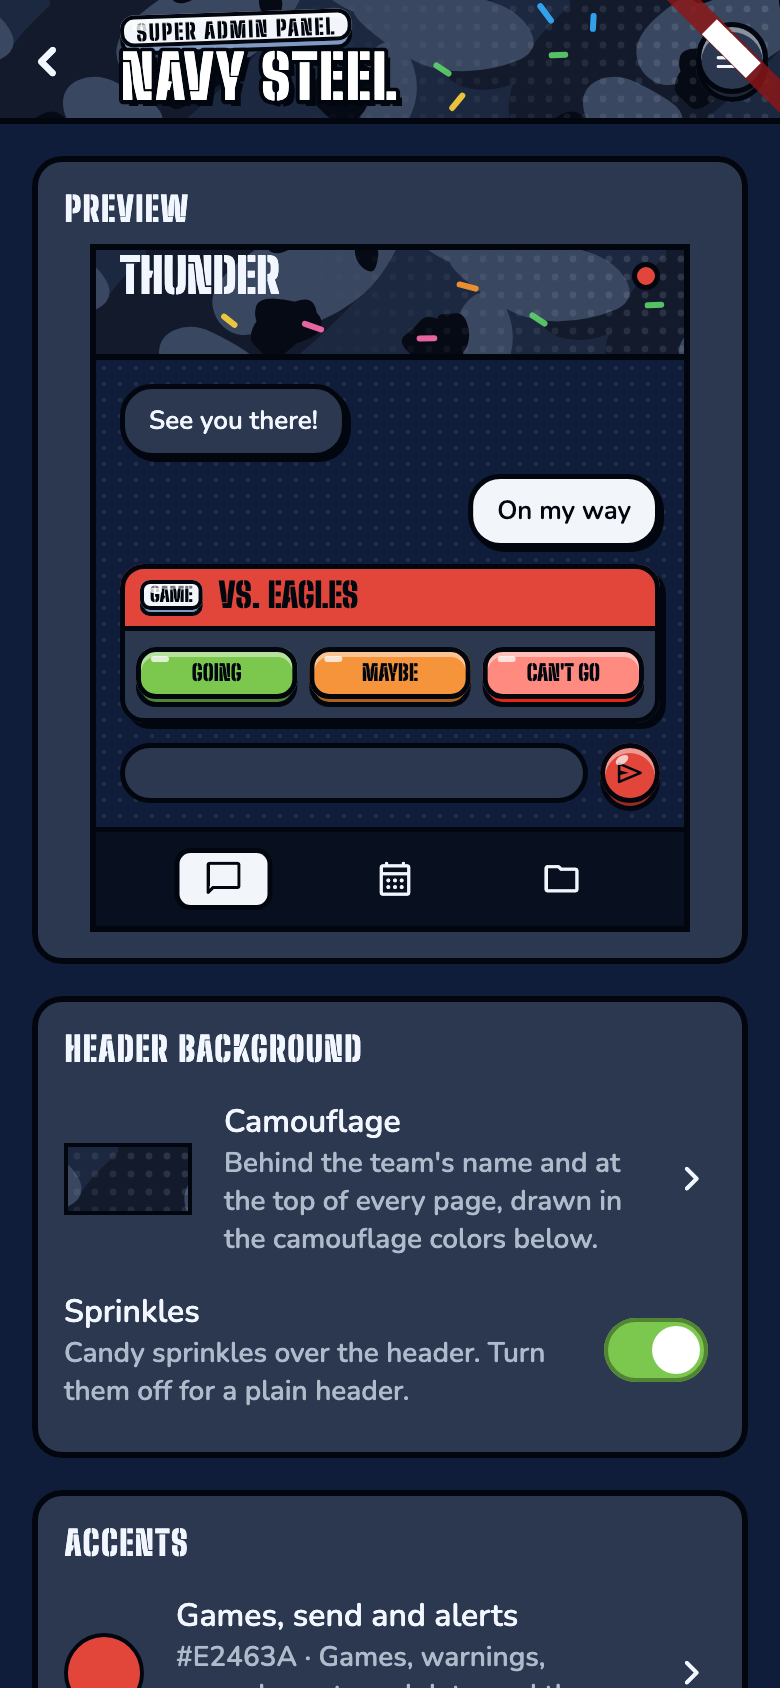 SUPER ADMIN PANEL
NAVY STEEL
PREVIEW
THUNDER
See you there!
On my way
GAME
VS. EAGLES
GOING
MAYBE
CAN'T GO
HEADER BACKGROUND
Camouflage
Behind the team's name and at
the top of every page, drawn in
the camouflage colors below.
Sprinkles
Candy sprinkles over the header. Turn
them off for a plain header.
ACCENTS
Games, send and alerts
#E2463A · Games, warnings,